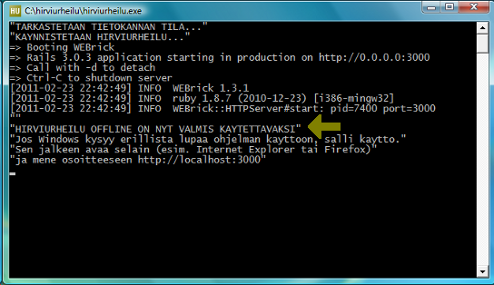 HU C:\hirviurheilu\hirviurheilu.exe
"TARKASTETAAN TIETOKANNAN TILA..."
"KAYNNISTETAAN HIRVIURHEILU..."
=> Booting WEBrick
=> Rails 3.0.3 application starting in production on http://0.0.0.0:3000
=> Call with -d to detach
=> Ctrl-C to shutdown server
[2011-02-23 22:42:49] INFO  WEBrick 1.3.1
[2011-02-23 22:42:49] INFO  ruby 1.8.7 (2010-12-23) [i386-mingw32]
[2011-02-23 22:42:49] INFO  WEBrick::HTTPServer#start: pid=7400 port=3000
""
"HIRVIURHEILU OFFLINE ON NYT VALMIS KAYTETTAVAKSI"
"Jos Windows kysyy erillista lupaa ohjelman kayttoon, salli kaytto."
"Sen jalkeen avaa selain (esim. Internet Explorer tai Firefox)"
"ja mene osoitteeseen http://localhost:3000"